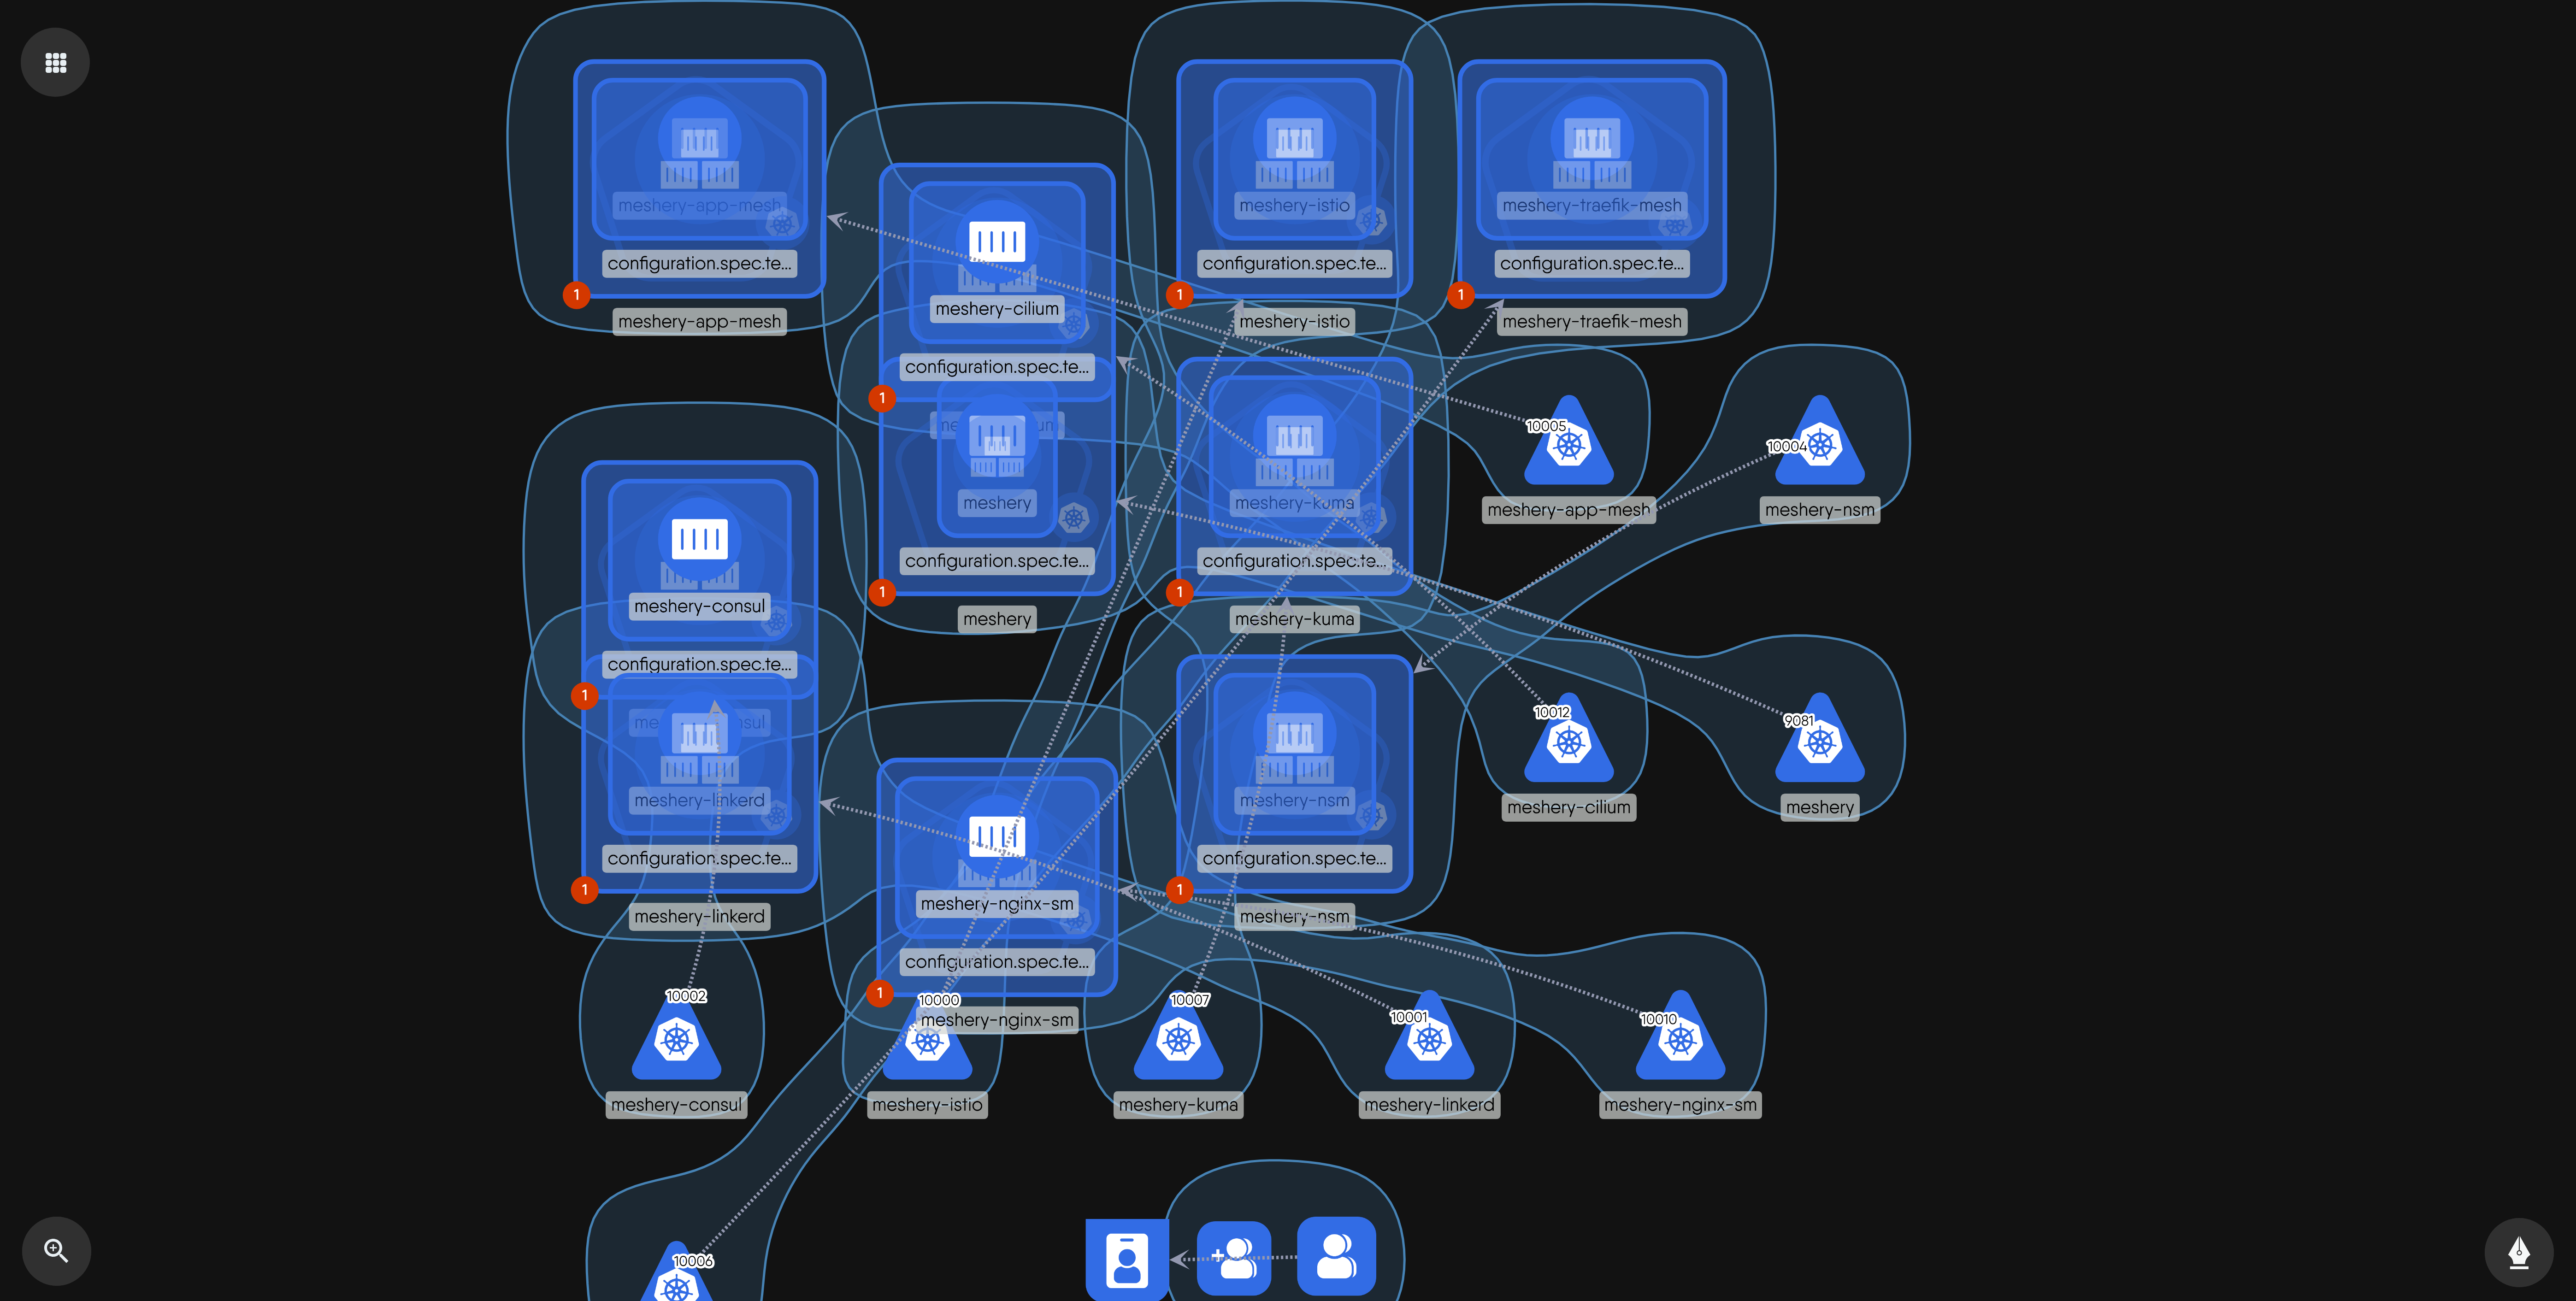 meshery-app-mesh
configuration.spec.te...
1
meshery-app-mesh
meshery-cilium
configuration.spec.te...
1
meshery-istio
configuration.spec.te...
1
meshery-istio
meshery-traefik-mesh
configuration.spec.te...
1
meshery-traefik-mesh
meshery
configuration.spec.te...
1
meshery
meshery-kuma
configuration.spec.te...
1
meshery-kuma
10005
meshery-app-mesh
10004
meshery-nsm
meshery-consul
configuration.spec.te...
1
meshery-linkerd
configuration.spec.te...
1
meshery-linkerd
meshery-nginx-sm
configuration.spec.te...
1
meshery-nginx-sm
meshery-nsm
configuration.spec.te...
1
meshery-nsm
10012
meshery-cilium
9081
meshery
10002
meshery-consul
10000
meshery-istio
10007
meshery-kuma
10001
meshery-linkerd
10010
meshery-nginx-sm
10006